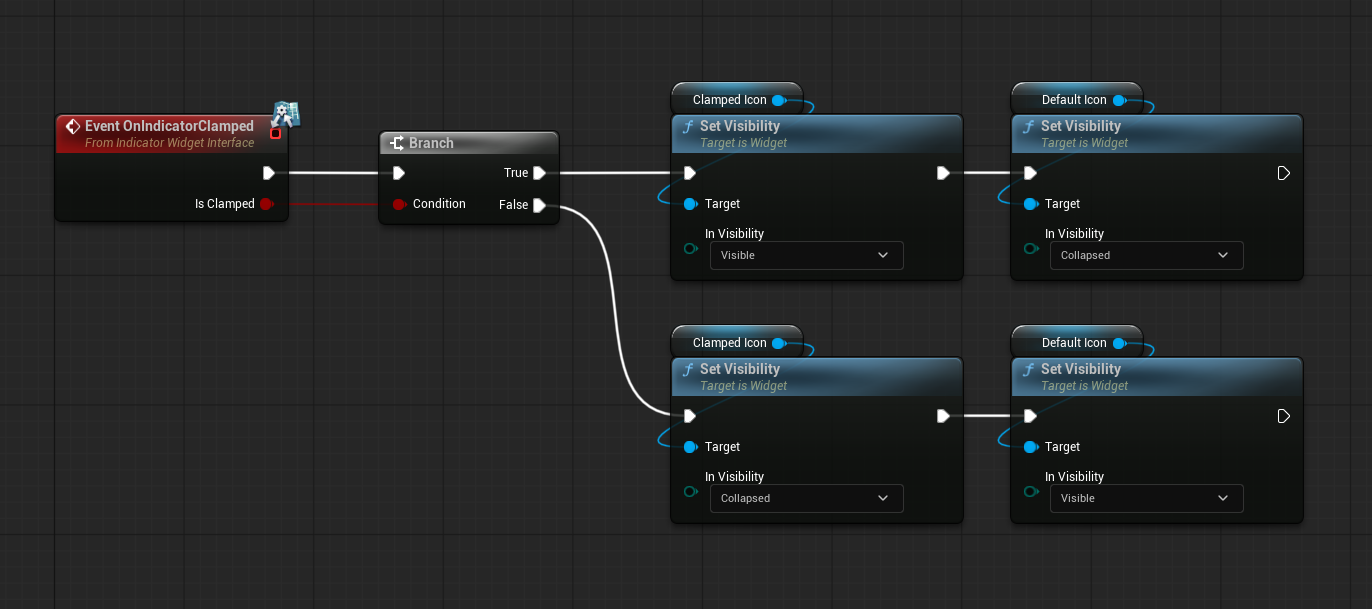 Event OnIndicatorClamped
From Indicator Widget Interface
Is Clamped
Branch
True
Condition
False
Clamped Icon
Set Visibility
Target is Widget
Target
In Visibility
Visible
Default Icon
Set Visibility
Target is Widget
Target
In Visibility
Collapsed
Clamped Icon
Set Visibility
Target is Widget
Target
In Visibility
Collapsed
Default Icon
Set Visibility
Target is Widget
Target
In Visibility
Visible